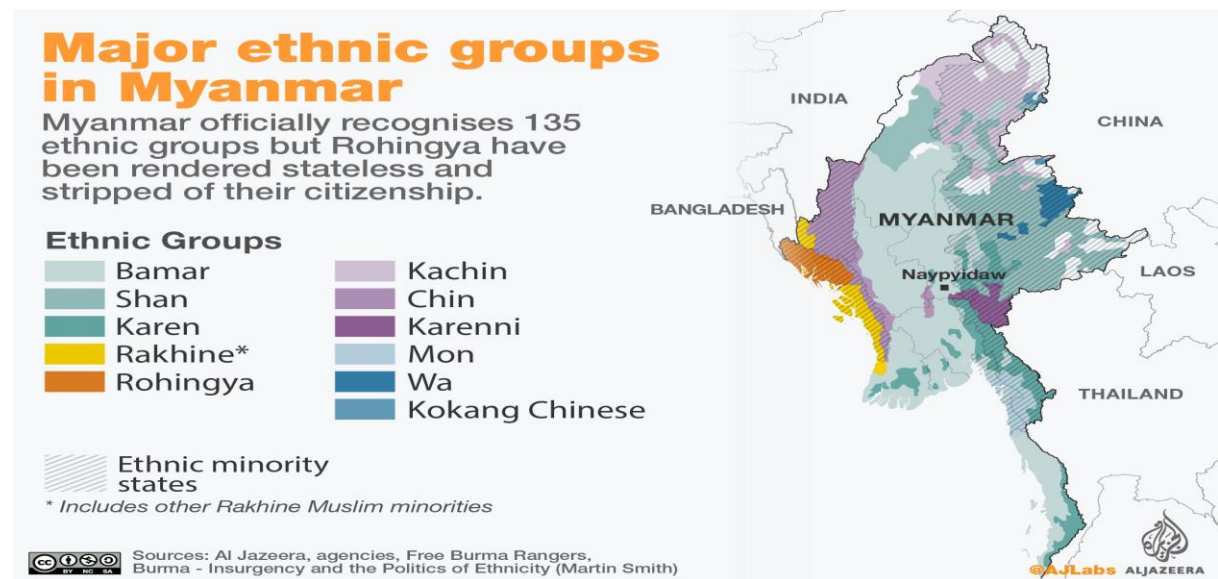 Major ethnic groups
in Myanmar
Myanmar officially recognises 135
ethnic groups but Rohingya have
been rendered stateless and
stripped of their citizenship.
Ethnic Groups
Bamar
Shan
Karen
Rakhine*
Rohingya
Kachin
Chin
Karenni
Mon
Wa
Kokang Chinese
Ethnic minority
states
* Includes other Rakhine Muslim minorities
BY NC SA
Sources: Al Jazeera, agencies, Free Burma Rangers,
Burma - Insurgency and the Politics of Ethnicity (Martin Smith)
INDIA
CHINA
BANGLADESH
MYANMAR
Naypyidaw
LAOS
THAILAND
@AJLabs ALJAZEERA